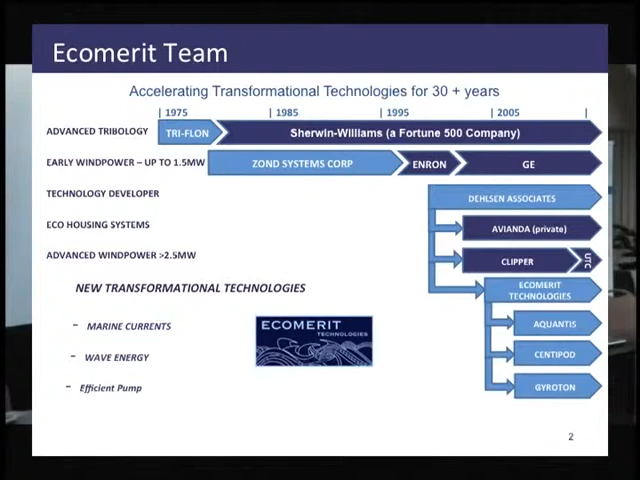 Ecomerit Team
Accelerating Transformational Technologies for 30 + years
| 1975 | 1985 | 1995 | 2005 |
ADVANCED TRIBOLOGY TRI-FLON Sherwin-Williams (a Fortune 500 Company)
EARLY WINDPOWER – UP TO 1.5MW ZOND SYSTEMS CORP ENRON GE
TECHNOLOGY DEVELOPER DEHLSEN ASSOCIATES
ECO HOUSING SYSTEMS AVIANDA (private)
ADVANCED WINDPOWER >2.5MW CLIPPER UTC
NEW TRANSFORMATIONAL TECHNOLOGIES ECOMERIT
TECHNOLOGIES
- MARINE CURRENTS ECOMERIT AQUANTIS
TECHNOLOGIES
- WAVE ENERGY CENTIPOD
- Efficient Pump GYROTON
2